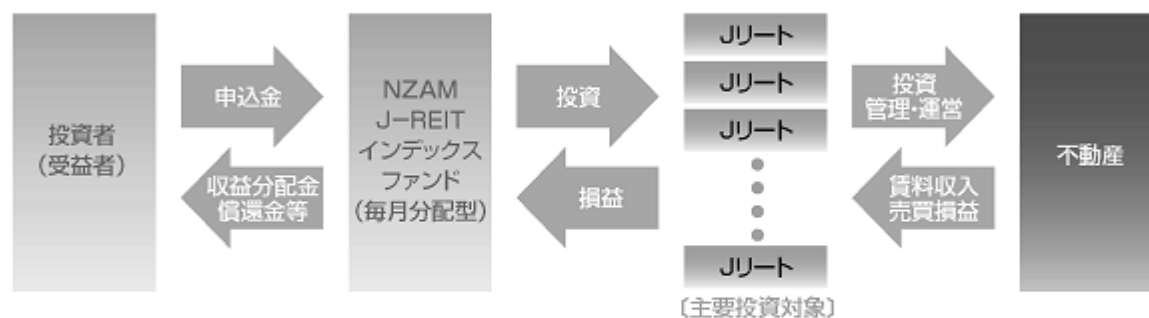 投資者
(受益者)
申込金
収益分配金
償還金等
NZAM
J-REIT
インデックス
ファンド
(毎月分配型)
投資
損益
Jリート
Jリート
Jリート
Jリート
〔主要投資対象〕
投資
管理・運営
賃料収入
売買損益
不動産